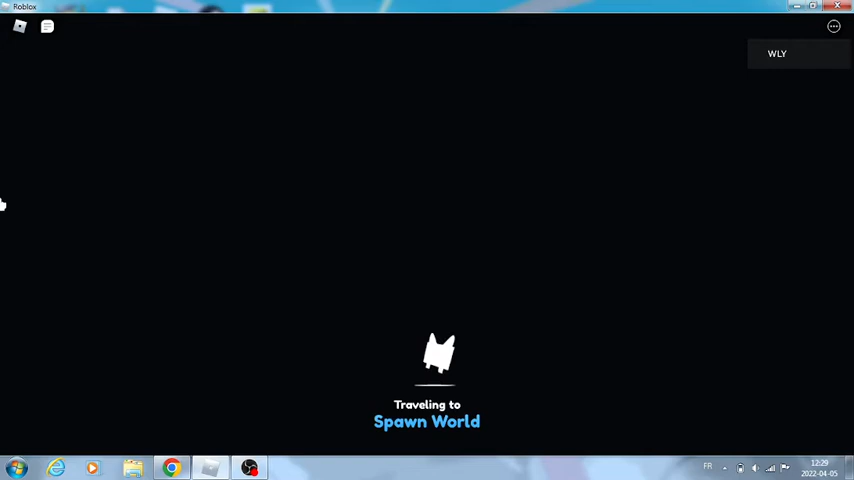 Roblox
WLY
Traveling to
Spawn World
FR
12:29
2022-04-05